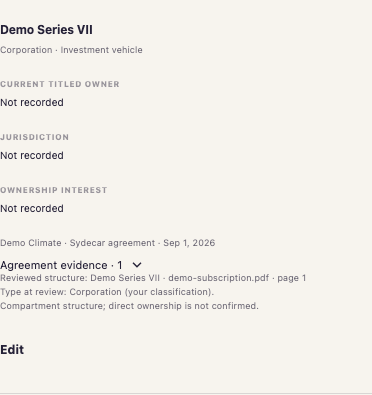 Demo Series VII
Corporation · Investment vehicle
CURRENT TITLED OWNER
Not recorded
JURISDICTION
Not recorded
OWNERSHIP INTEREST
Not recorded
Demo Climate · Sydecar agreement · Sep 1, 2026
Agreement evidence · 1
Reviewed structure: Demo Series VII · demo-subscription.pdf · page 1
Type at review: Corporation (your classification).
Compartment structure; direct ownership is not confirmed.
Edit